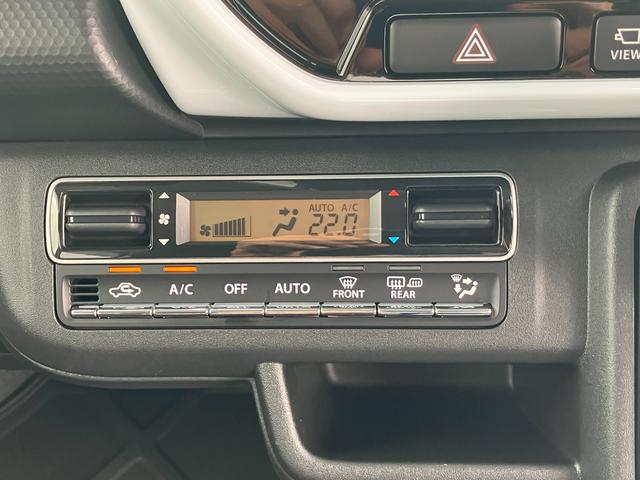 VIEW
AUTO A/C
22.0
A/C OFF AUTO FRONT REAR